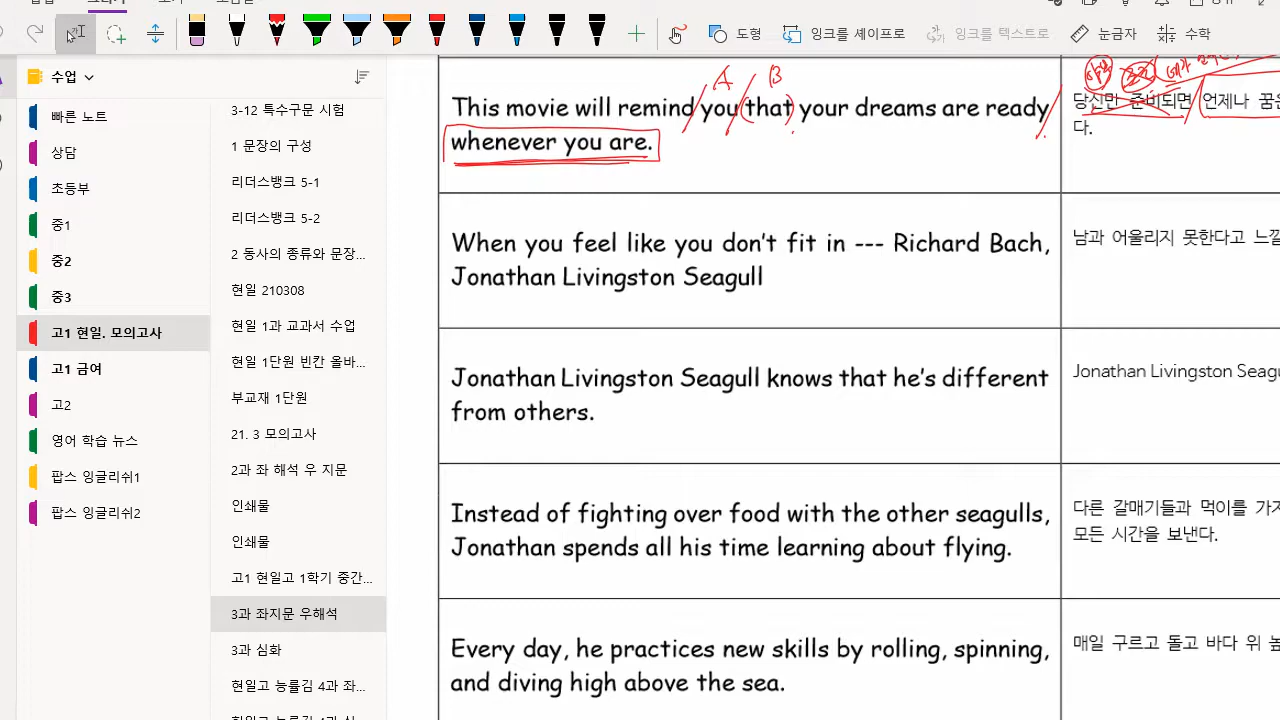 도형
잉크를 셰이프로
잉크를 텍스트로
눈금자
수학
수업
빠른 노트
상담
초등부
중1
중2
중3
고1 현일. 모의고사
고1 금여
고2
영어 학습 뉴스
팝스 잉글리쉬1
팝스 잉글리쉬2
3-12 특수구문 시험
1 문장의 구성
리더스뱅크 5-1
리더스뱅크 5-2
2 동사의 종류와 문장...
현일 210308
현일 1과 교과서 수업
현일 1단원 빈칸 올바...
부교재 1단원
21. 3 모의고사
2과 좌 해석 우 지문
인쇄물
인쇄물
고1 현일고 1학기 중간...
3과 좌지문 우해석
3과 심화
현일고 능률김 4과 좌...
A B
This movie will remind you that your dreams are ready
whenever you are.
당신만 준비되면 언제나 꿈은
다.
When you feel like you don't fit in --- Richard Bach,
Jonathan Livingston Seagull
남과 어울리지 못한다고 느낄
Jonathan Livingston Seagull knows that he's different
from others.
Jonathan Livingston Seagu
Instead of fighting over food with the other seagulls,
Jonathan spends all his time learning about flying.
다른 갈매기들과 먹이를 가지
모든 시간을 보낸다.
Every day, he practices new skills by rolling, spinning,
and diving high above the sea.
매일 구르고 돌고 바다 위 높